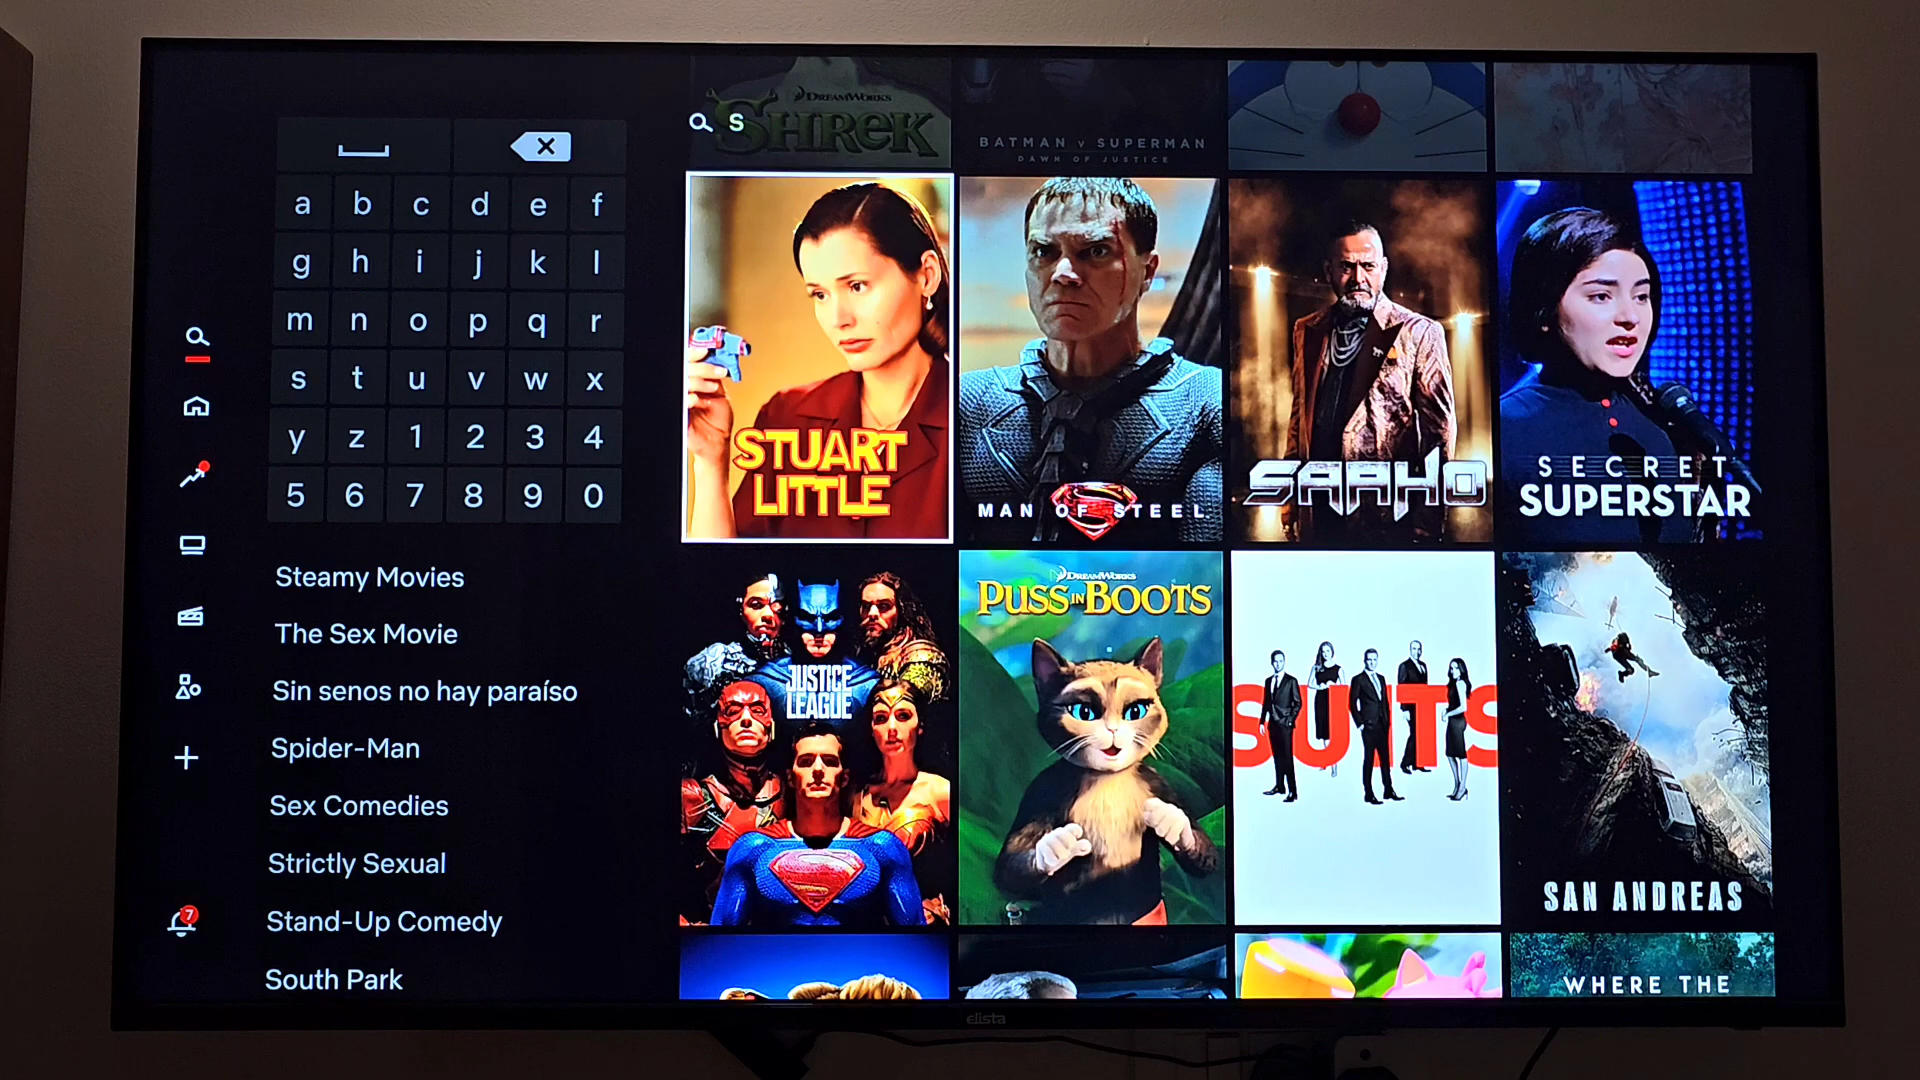 S
DREAMWORKS
SHREK
BATMAN v SUPERMAN
DAWN OF JUSTICE
a b c d e f
g h i j k l
m n o p q r
s t u v w x
y z 1 2 3 4
5 6 7 8 9 0
Steamy Movies
The Sex Movie
Sin senos no hay paraíso
Spider-Man
Sex Comedies
Strictly Sexual
Stand-Up Comedy
South Park
7
STUART
LITTLE
MAN OF STEEL
SAAHO
SECRET
SUPERSTAR
JUSTICE
LEAGUE
DREAMWORKS
PUSS IN BOOTS
SUITS
SAN ANDREAS
WHERE THE
elista